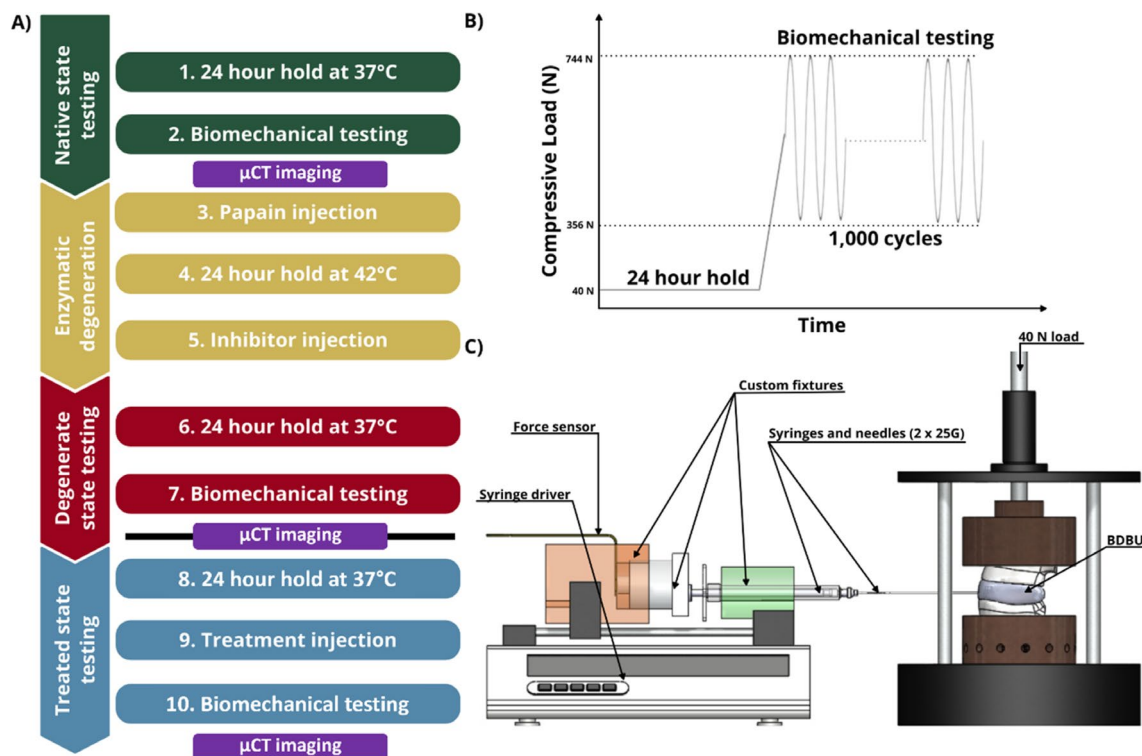 A)
Native state
testing
1. 24 hour hold at 37°C
2. Biomechanical testing
μCT imaging
Enzymatic
degeneration
3. Papain injection
4. 24 hour hold at 42°C
5. Inhibitor injection
Degenerate
state testing
6. 24 hour hold at 37°C
7. Biomechanical testing
μCT imaging
Treated state
testing
8. 24 hour hold at 37°C
9. Treatment injection
10. Biomechanical testing
μCT imaging
B)
Compressive Load (N)
744 N
356 N
40 N
Biomechanical testing
1,000 cycles
24 hour hold
Time
C)
40 N load
Custom fixtures
Force sensor
Syringes and needles (2 x 25G)
Syringe driver
BDBU